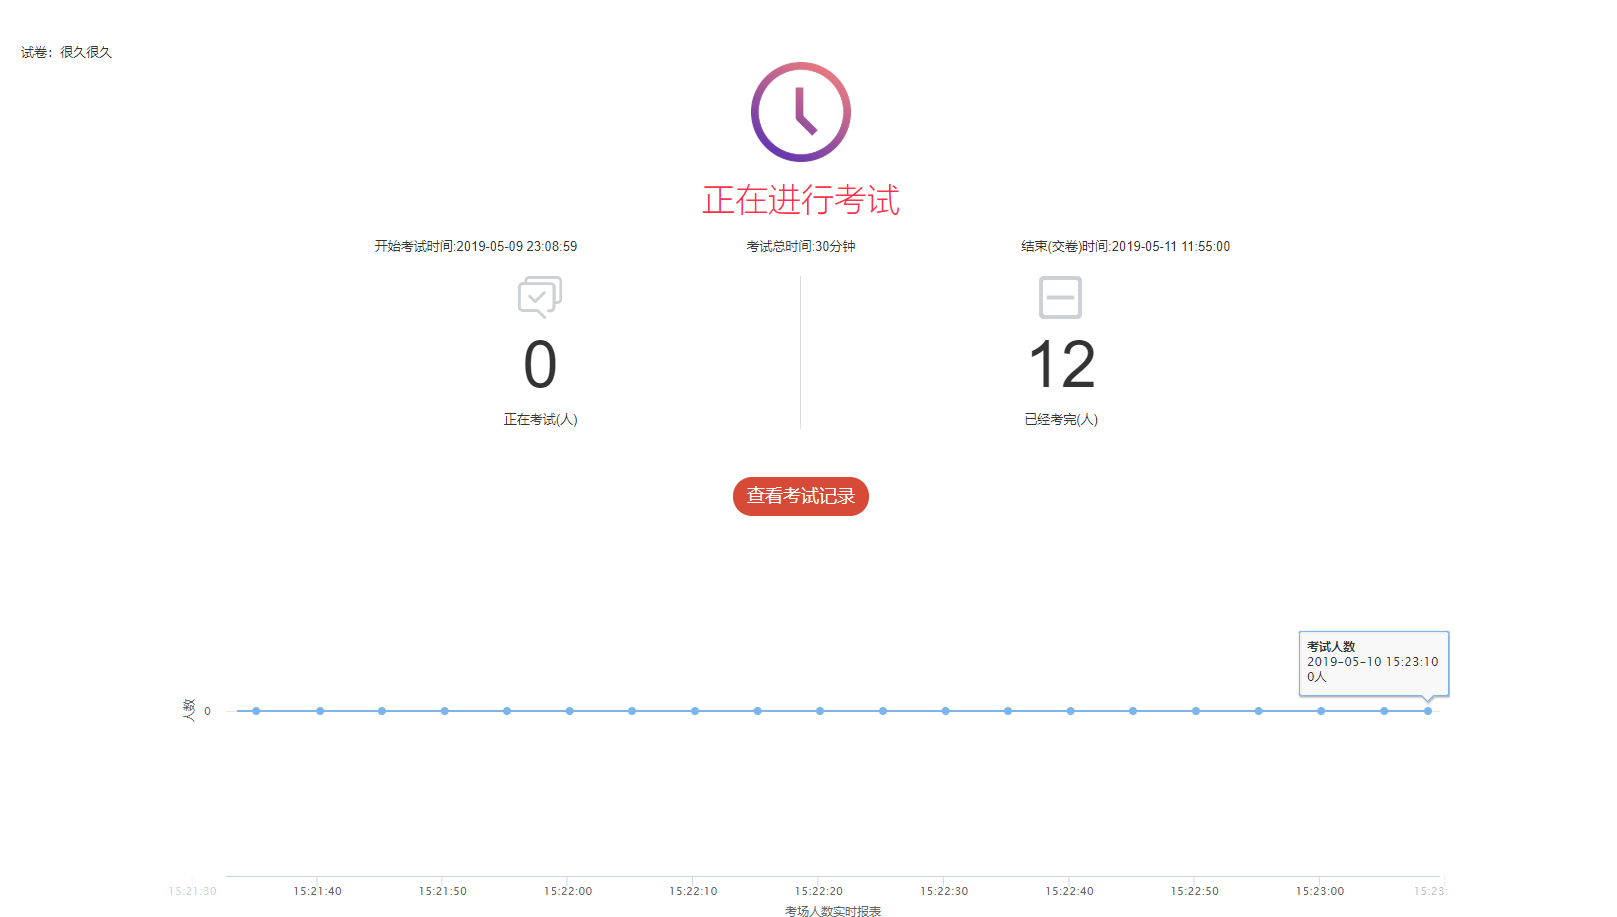 试卷：很久很久
正在进行考试
开始考试时间:2019-05-09 23:08:59
考试总时间:30分钟
结束(交卷)时间:2019-05-11 11:55:00
0
12
正在考试(人)
已经考完(人)
查看考试记录
考试人数
2019-05-10 15:23:10
0人
人数
0
15:21:30 15:21:40 15:21:50 15:22:00 15:22:10 15:22:20 15:22:30 15:22:40 15:22:50 15:23:00 15:23:
考场人数实时报表